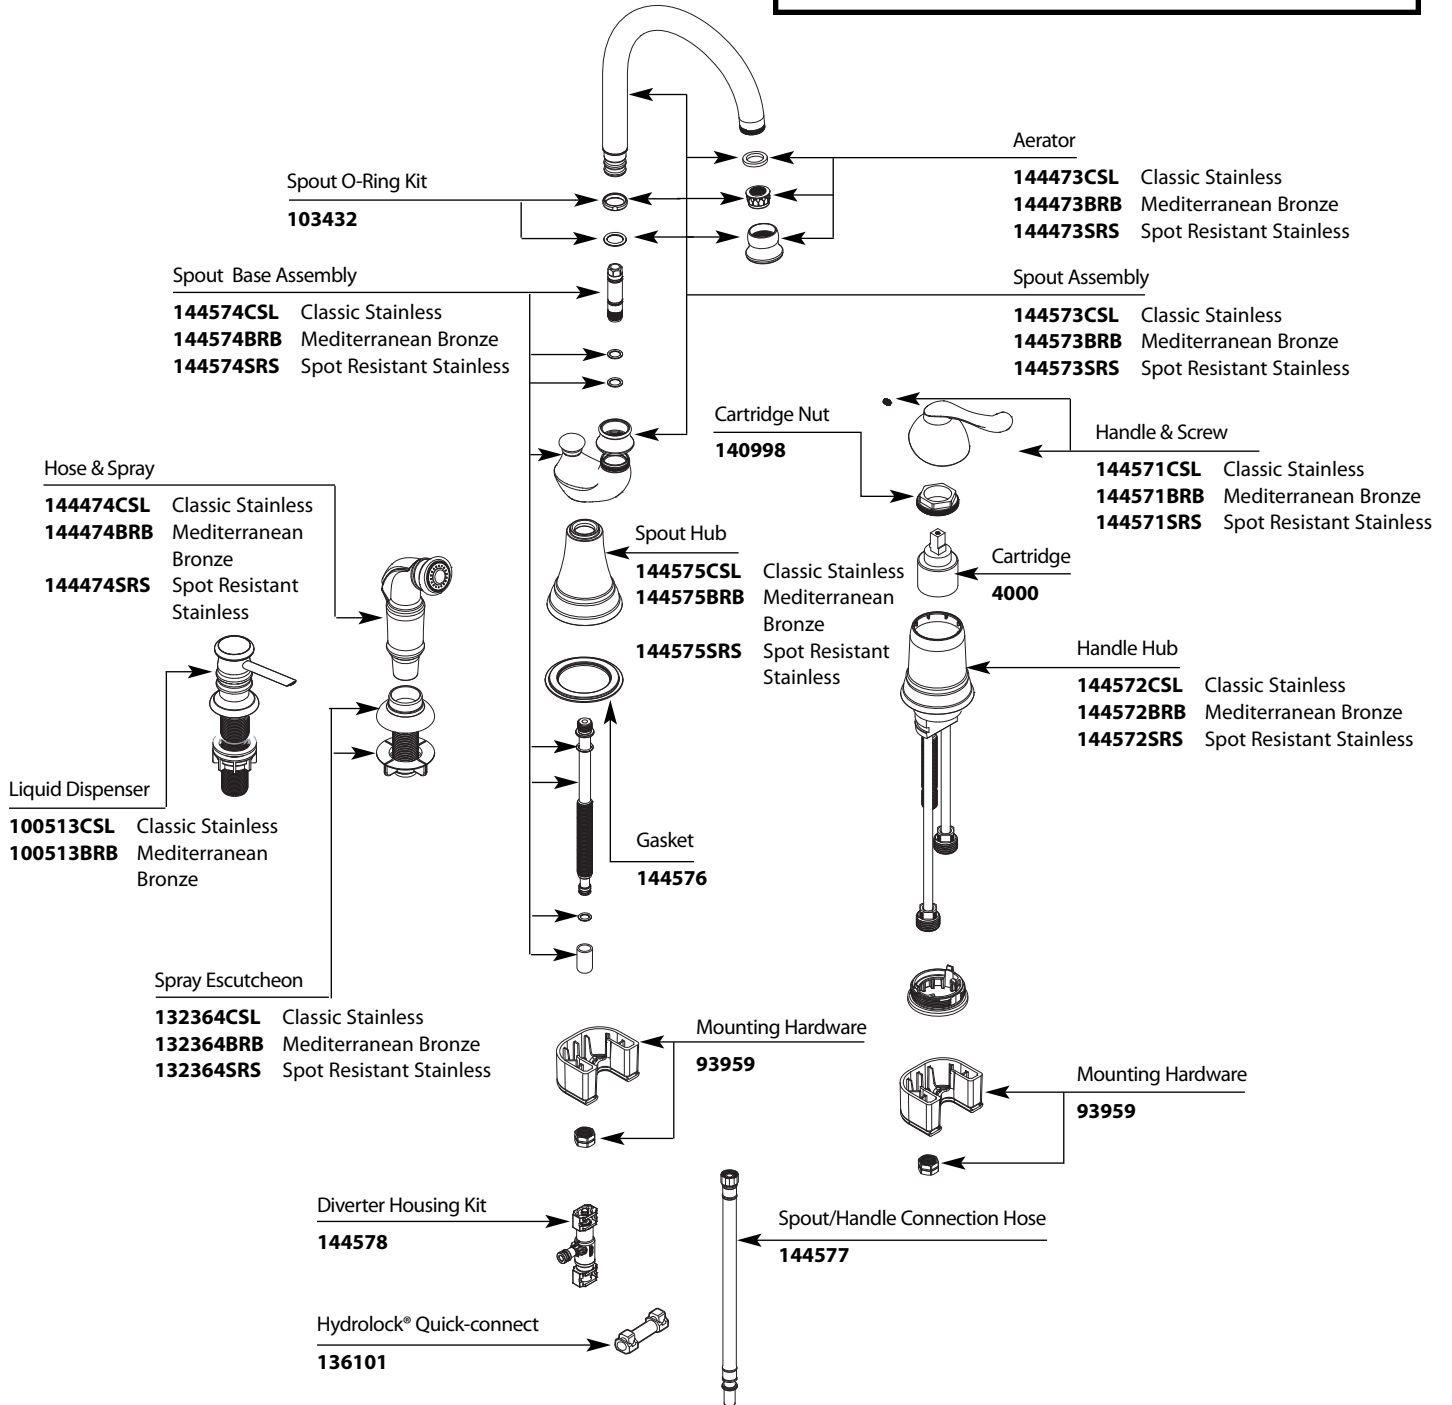 Aerator
144473CSL Classic Stainless
144473BRB Mediterranean Bronze
144473SRS Spot Resistant Stainless
Spout O-Ring Kit
103432
Spout Base Assembly
144574CSL Classic Stainless
144574BRB Mediterranean Bronze
144574SRS Spot Resistant Stainless
Spout Assembly
144573CSL Classic Stainless
144573BRB Mediterranean Bronze
144573SRS Spot Resistant Stainless
Cartridge Nut
140998
Handle & Screw
144571CSL Classic Stainless
144571BRB Mediterranean Bronze
144571SRS Spot Resistant Stainless
Hose & Spray
144474CSL Classic Stainless
144474BRB Mediterranean
Bronze
144474SRS Spot Resistant
Stainless
Spout Hub
144575CSL Classic Stainless
144575BRB Mediterranean
Bronze
144575SRS Spot Resistant
Stainless
Cartridge
4000
Handle Hub
144572CSL Classic Stainless
144572BRB Mediterranean Bronze
144572SRS Spot Resistant Stainless
Liquid Dispenser
100513CSL Classic Stainless
100513BRB Mediterranean
Bronze
Gasket
144576
Spray Escutcheon
132364CSL Classic Stainless
132364BRB Mediterranean Bronze
132364SRS Spot Resistant Stainless
Mounting Hardware
93959
Mounting Hardware
93959
Diverter Housing Kit
144578
Spout/Handle Connection Hose
144577
Hydrolock® Quick-connect
136101